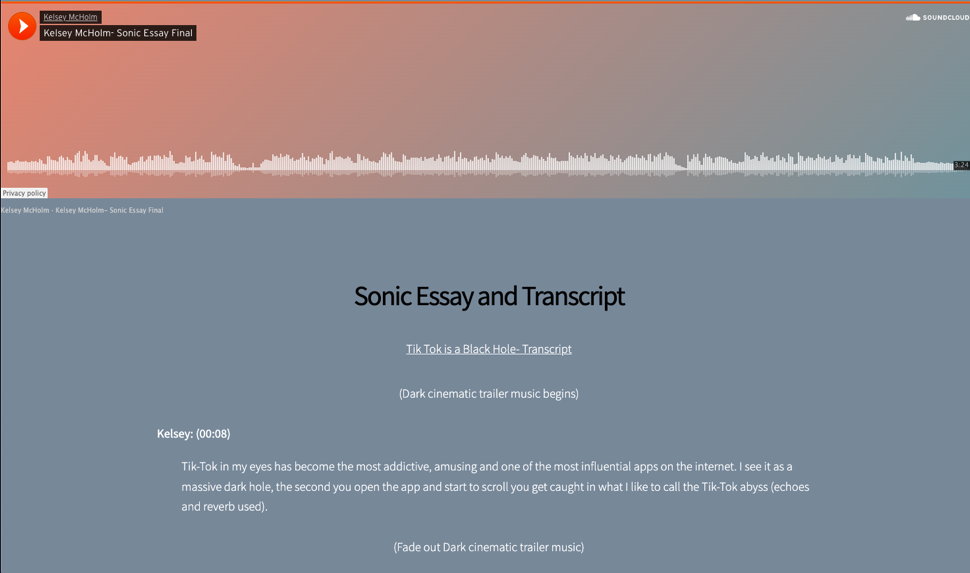 Kelsey McHolm
SOUNDCLOUD
Kelsey McHolm- Sonic Essay Final
3:24
Privacy policy
Kelsey McHolm · Kelsey McHolm- Sonic Essay Final
Sonic Essay and Transcript
Tik Tok is a Black Hole- Transcript
(Dark cinematic trailer music begins)
Kelsey: (00:08)
Tik-Tok in my eyes has become the most addictive, amusing and one of the most influential apps on the internet. I see it as a
massive dark hole, the second you open the app and start to scroll you get caught in what I like to call the Tik-Tok abyss (echoes
and reverb used).
(Fade out Dark cinematic trailer music)